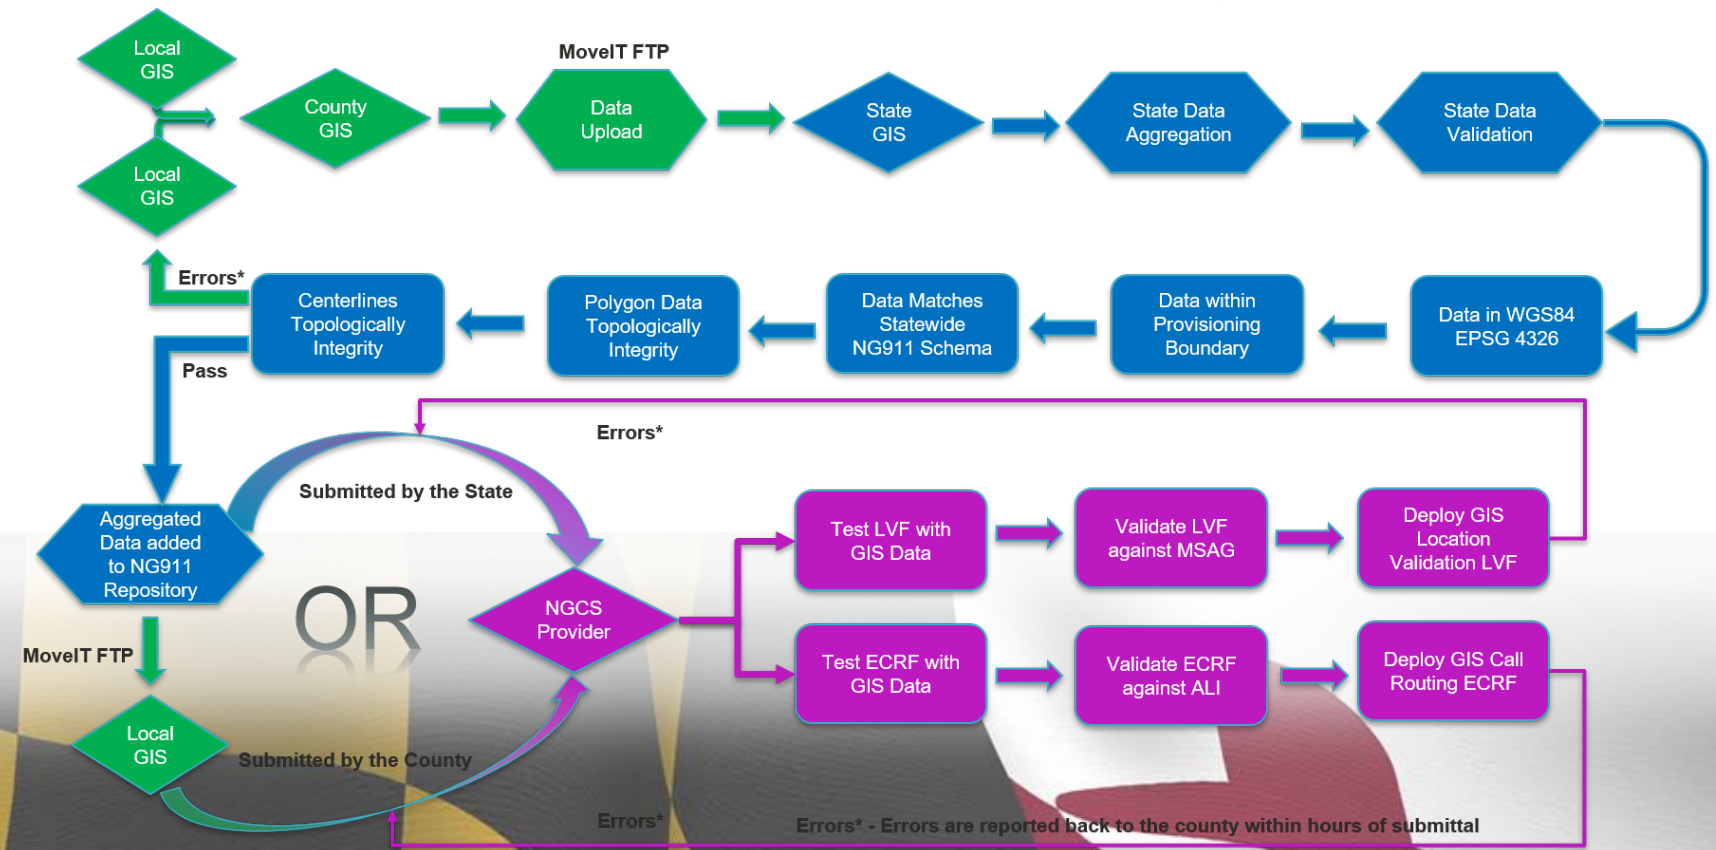 Local
GIS
MoveIT FTP
County
GIS
Data
Upload
State
GIS
State Data
Aggregation
State Data
Validation
Local
GIS
Errors*
Centerlines
Topologically
Integrity
Polygon Data
Topologically
Integrity
Data Matches
Statewide
NG911 Schema
Data within
Provisioning
Boundary
Data in WGS84
EPSG 4326
Pass
Errors*
Submitted by the State
Aggregated
Data added
to NG911
Repository
OR
NGCS
Provider
Test LVF with
GIS Data
Validate LVF
against MSAG
Deploy GIS
Location
Validation LVF
MoveIT FTP
Test ECRF with
GIS Data
Validate ECRF
against ALI
Deploy GIS Call
Routing ECRF
Local
GIS
Submitted by the County
Errors*
Errors* - Errors are reported back to the county within hours of submittal